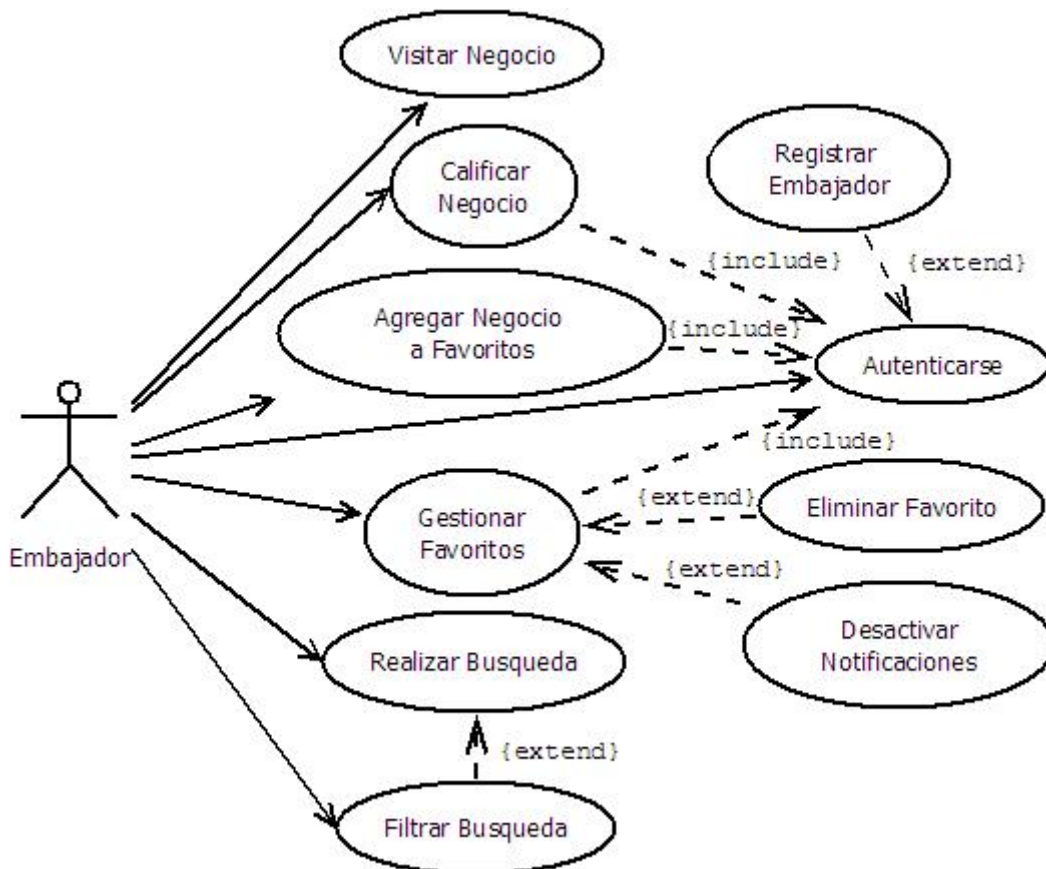 Visitar Negocio
Calificar
Negocio
Registrar
Embajador
{include}
{extend}
Agregar Negocio
a Favoritos
{include}
Autenticarse
{include}
Gestionar
Favoritos
{extend}
Eliminar Favorito
Embajador
{extend}
Desactivar
Notificaciones
Realizar Busqueda
{extend}
Filtrar Busqueda